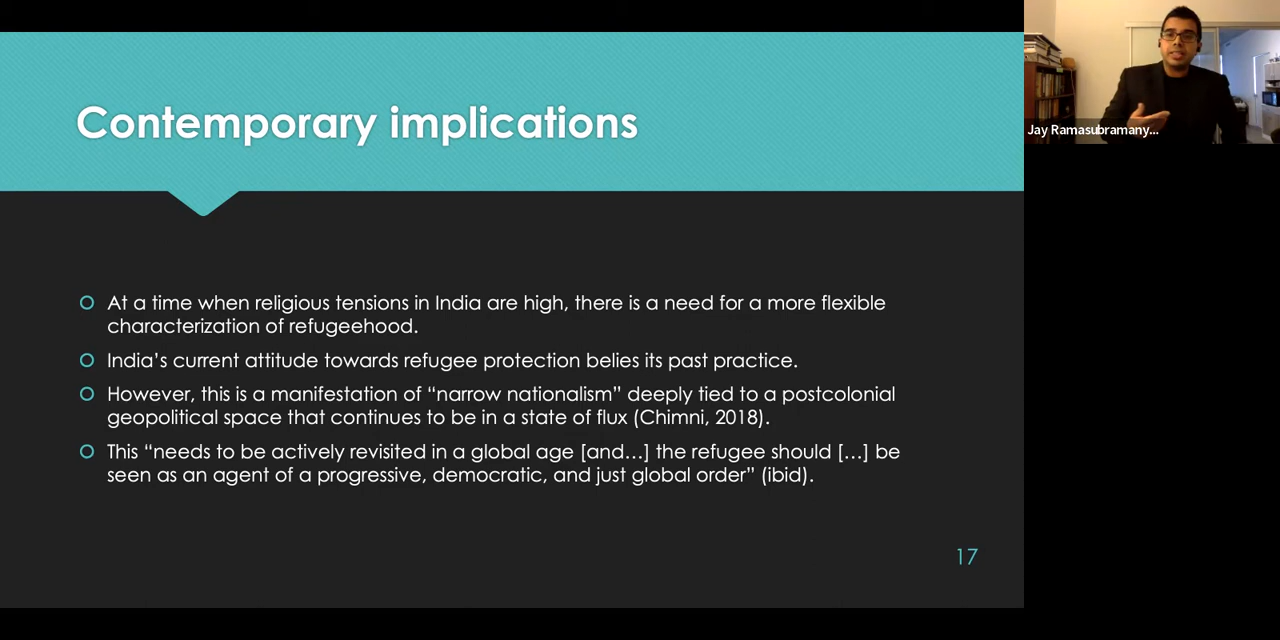 Contemporary implications
At a time when religious tensions in India are high, there is a need for a more flexible
characterization of refugeehood.
India's current attitude towards refugee protection belies its past practice.
However, this is a manifestation of “narrow nationalism” deeply tied to a postcolonial
geopolitical space that continues to be in a state of flux (Chimni, 2018).
This “needs to be actively revisited in a global age [and…] the refugee should […] be
seen as an agent of a progressive, democratic, and just global order” (ibid).
17
Jay Ramasubramany...